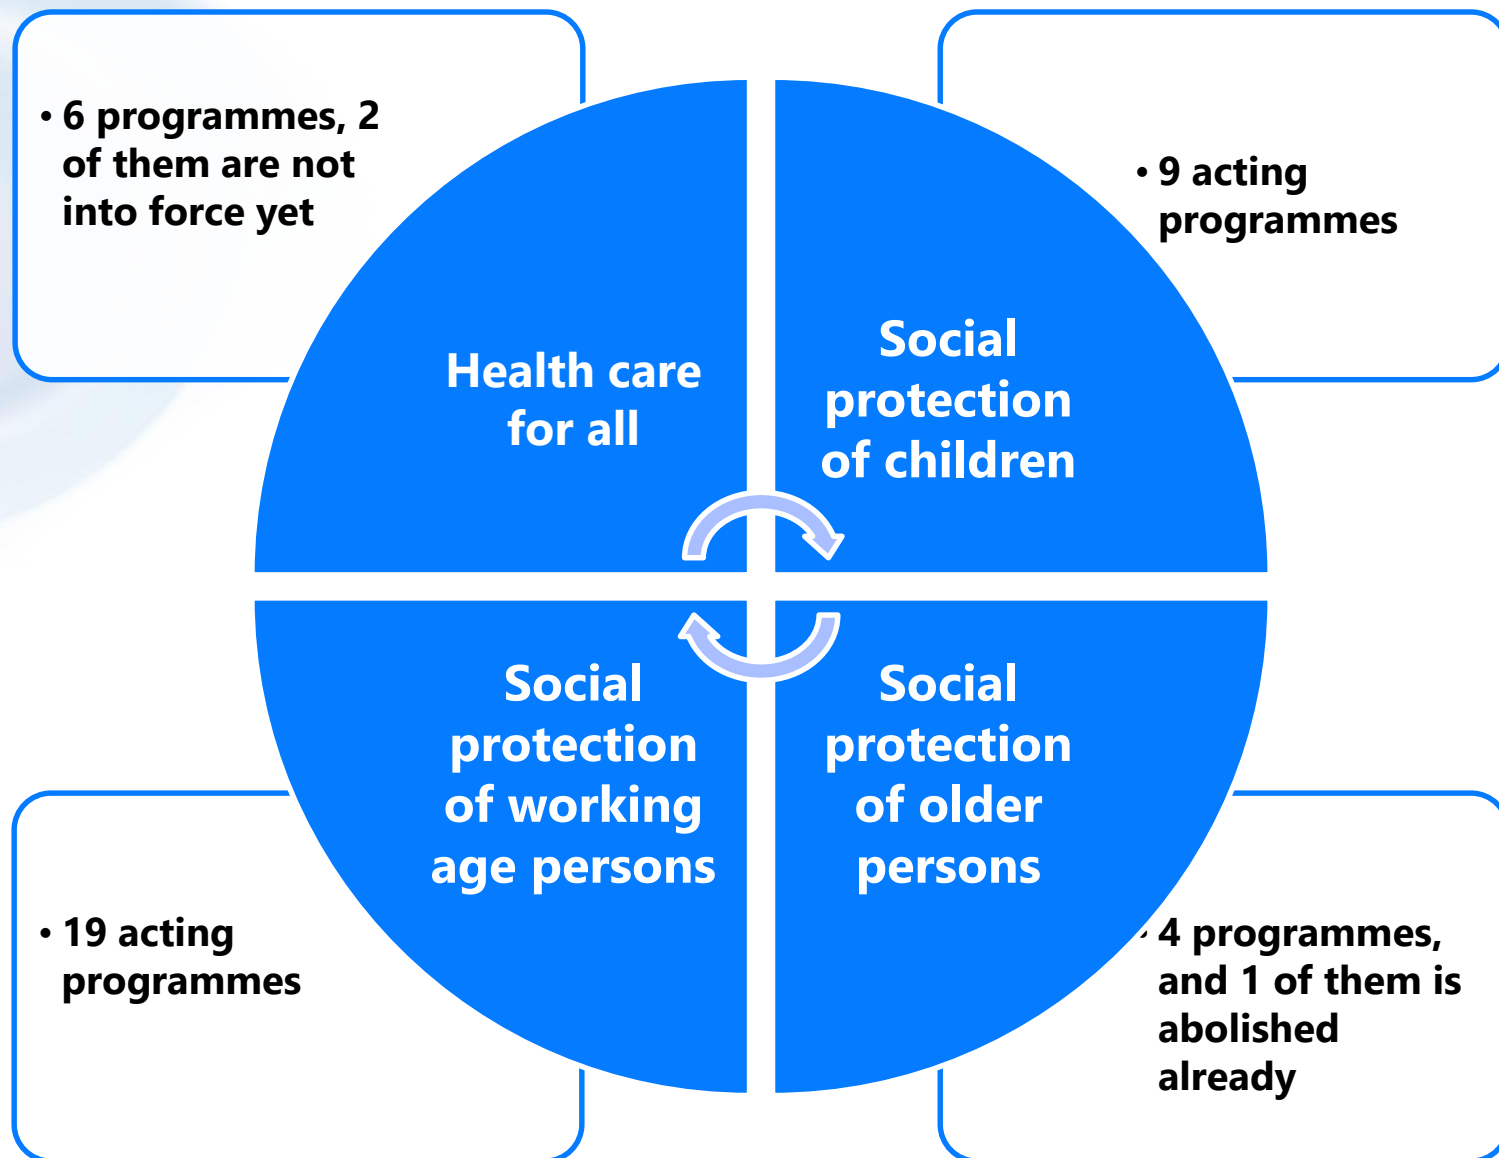 • 6 programmes, 2
of them are not
into force yet
• 9 acting
programmes
Health care
for all
Social
protection
of children
Social
protection
of working
age persons
Social
protection
of older
persons
• 19 acting
programmes
• 4 programmes,
and 1 of them is
abolished
already